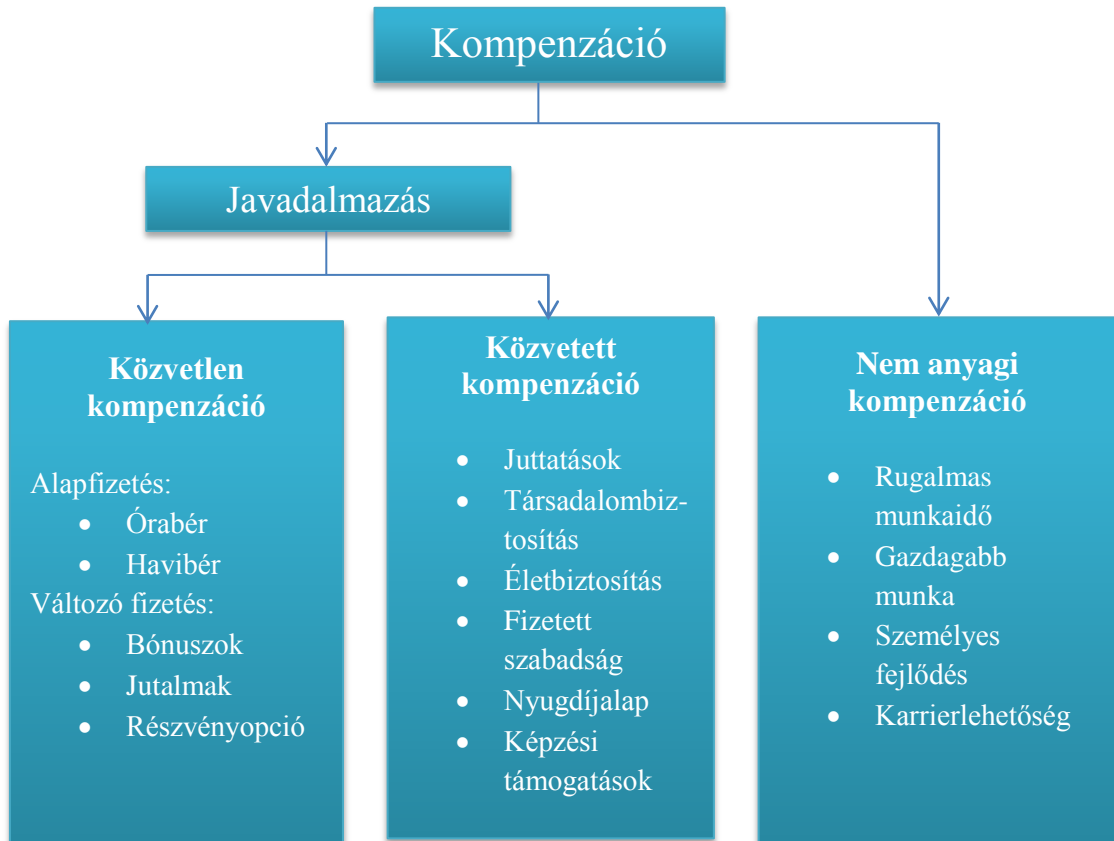 Kompenzáció
Javadalmazás
Közvetlen
kompenzáció
Alapfizetés:
• Órabér
• Havibér
Változó fizetés:
• Bónuszok
• Jutalmak
• Részvényopció
Közvetett
kompenzáció
• Juttatások
• Társadalombiz-
tosítás
• Életbiztosítás
• Fizetett
szabadság
• Nyugdíjalap
• Képzési
támogatások
Nem anyagi
kompenzáció
• Rugalmas
munkaidő
• Gazdagabb
munka
• Személyes
fejlődés
• Karrierlehetőség